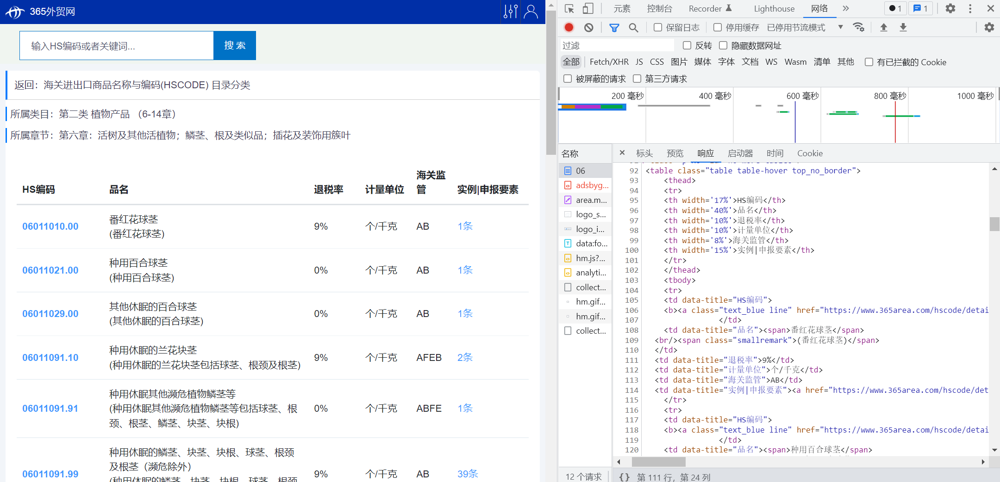 365外贸网
输入HS编码或者关键词...
搜 索
返回：海关进出口商品名称与编码(HSCODE) 目录分类
所属类目：第二类 植物产品 （6-14章）
所属章节：第六章：活树及其他活植物；鳞茎、根及类似品；插花及装饰用簇叶
HS编码 品名 退税率 计量单位 海关监管 实例|申报要素
06011010.00 番红花球茎 9% 个/千克 AB 1条
(番红花球茎)
06011021.00 种用百合球茎 0% 个/千克 AB 1条
(种用百合球茎)
06011029.00 其他休眠的百合球茎 0% 个/千克 AB 1条
(其他休眠的百合球茎)
06011091.10 种用休眠的兰花块茎 9% 个/千克 AFEB 2条
(种用休眠的兰花块茎包括球茎、根颈及根茎)
06011091.91 种用休眠其他濒危植物鳞茎等 0% 个/千克 ABFE 1条
(种用休眠其他濒危植物鳞茎等包括球茎、根
颈、根茎、鳞茎、块茎、块根)
06011091.99 种用休眠的鳞茎、块茎、块根、球茎、根颈 9% 个/千克 AB 39条
及根茎（濒危除外）
(种用休眠的鳞茎、块茎、块根、球茎、根颈
元素 控制台 Recorder Lighthouse 网络 1 1
保留日志 停用缓存 已停用节流模式
过滤 反转 隐藏数据网址
全部 Fetch/XHR JS CSS 图片 媒体 字体 文档 WS Wasm 清单 其他 有已拦截的 Cookie
被屏蔽的请求 第三方请求
200 毫秒 400 毫秒 600 毫秒 800 毫秒 1000 毫秒
名称
06
adsbyg...
area.m...
logo_s...
logo_i...
data:fo...
hm.js?...
analyti...
collect...
hm.gif...
hm.gif...
collect...
12 个请求
标头 预览 响应 启动器 时间 Cookie
92 <table class="table table-hover top_no_border">
93 <thead>
94 <tr>
95 <th width='17%'>HS编码</th>
96 <th width='40%'>品名</th>
97 <th width='10%'>退税率</th>
98 <th width='10%'>计量单位</th>
99 <th width='8%'>海关监管</th>
100 <th width='15%'>实例|申报要素</th>
101 </tr>
102 </thead>
103 <tbody>
104 <tr>
105 <td data-title="HS编码">
106 <b><a class="text_blue line" href="https://www.365area.com/hscode/detai
107 </td>
108 <td data-title="品名"><span>番红花球茎</span>
109 <br/><span class="smallremark">(番红花球茎)</span>
110 </td>
111 <td data-title="退税率">9%</td>
112 <td data-title="计量单位">个/千克</td>
113 <td data-title="海关监管">AB</td>
114 <td data-title="实例|申报要素"><a href="https://www.365area.com/hscode/det
115 </tr>
116 <tr>
117 <td data-title="HS编码">
118 <b><a class="text_blue line" href="https://www.365area.com/hscode/detai
119 </td>
120 <td data-title="品名"><span>种用百合球茎</span>
{} 第 111 行，第 24 列